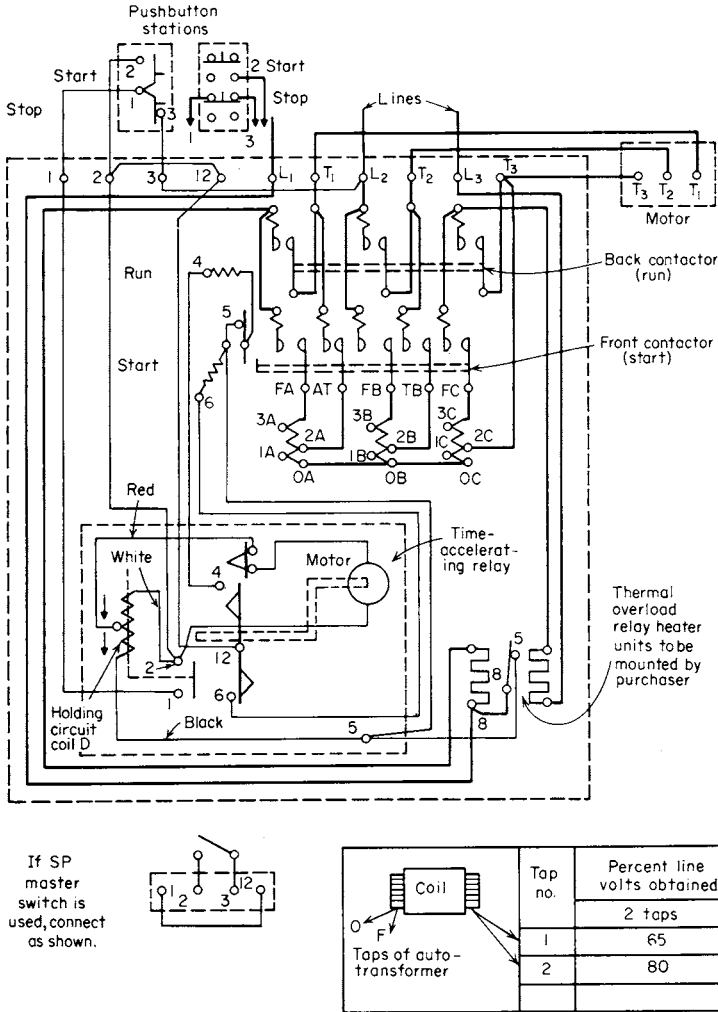 Pushbutton
stations
Start
2
1
3
Stop
2 Start
Stop
1
3
Lines
1
2
3
12
L1
T1
L2
T2
L3
T3
T3 T2 T1
Motor
Run
4
5
Start
6
Back contactor
(run)
Front contactor
(start)
FA AT FB TB FC
3A
2A
1A
OA
3B
2B
1B
OB
3C
2C
1C
OC
Red
White
Motor
4
Time-
accelerat-
ing relay
12
2
1
6
Holding
circuit
coil D
Black
5
8
8
5
Thermal
overload
relay heater
units to be
mounted by
purchaser
If SP
master
switch is
used, connect
as shown.
1 2 3 12
Coil
O
F
Taps of auto-
transformer
Tap
no.
Percent line
volts obtained
2 taps
1 65
2 80